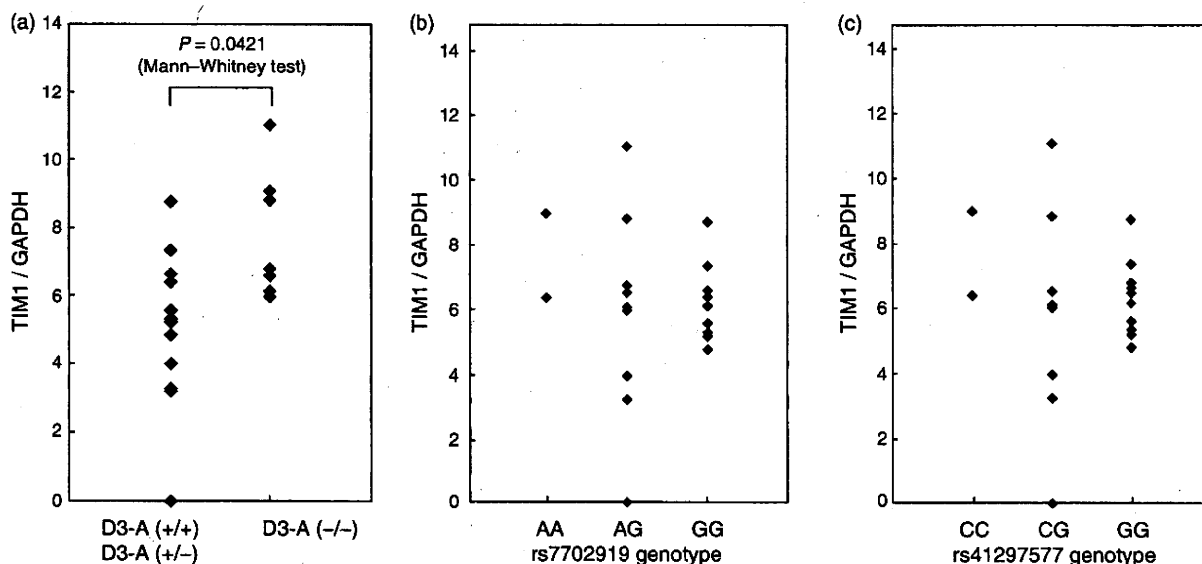 (a)
14
12
10
8
6
4
2
0
TIM1 / GAPDH
P = 0.0421
(Mann–Whitney test)
D3-A (+/+)
D3-A (+/−)
D3-A (−/−)
(b)
14
12
10
8
6
4
2
0
TIM1 / GAPDH
AA
AG
GG
rs7702919 genotype
(c)
14
12
10
8
6
4
2
0
TIM1 / GAPDH
CC
CG
GG
rs41297577 genotype